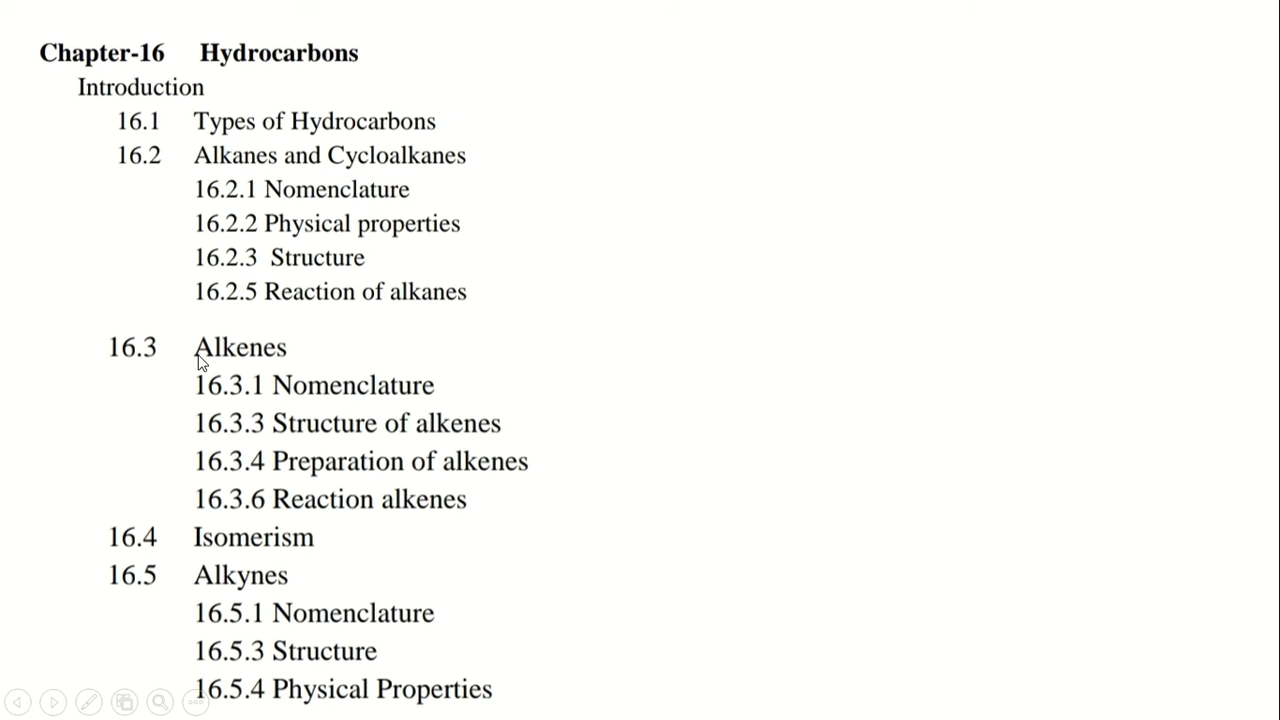 Chapter-16 Hydrocarbons
Introduction
16.1 Types of Hydrocarbons
16.2 Alkanes and Cycloalkanes
16.2.1 Nomenclature
16.2.2 Physical properties
16.2.3 Structure
16.2.5 Reaction of alkanes
16.3 Alkenes
16.3.1 Nomenclature
16.3.3 Structure of alkenes
16.3.4 Preparation of alkenes
16.3.6 Reaction alkenes
16.4 Isomerism
16.5 Alkynes
16.5.1 Nomenclature
16.5.3 Structure
16.5.4 Physical Properties